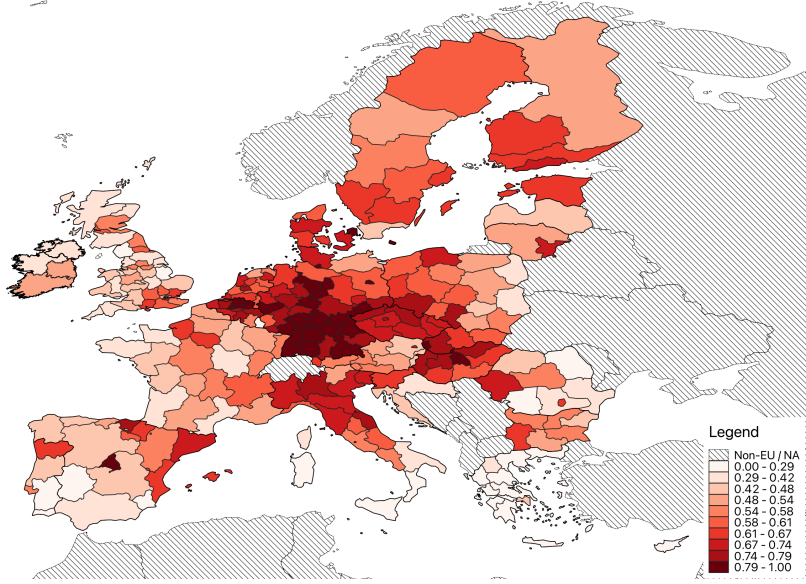 Legend
Non-EU / NA
0.00 - 0.29
0.29 - 0.42
0.42 - 0.48
0.48 - 0.54
0.54 - 0.58
0.58 - 0.61
0.61 - 0.67
0.67 - 0.74
0.74 - 0.79
0.79 - 1.00